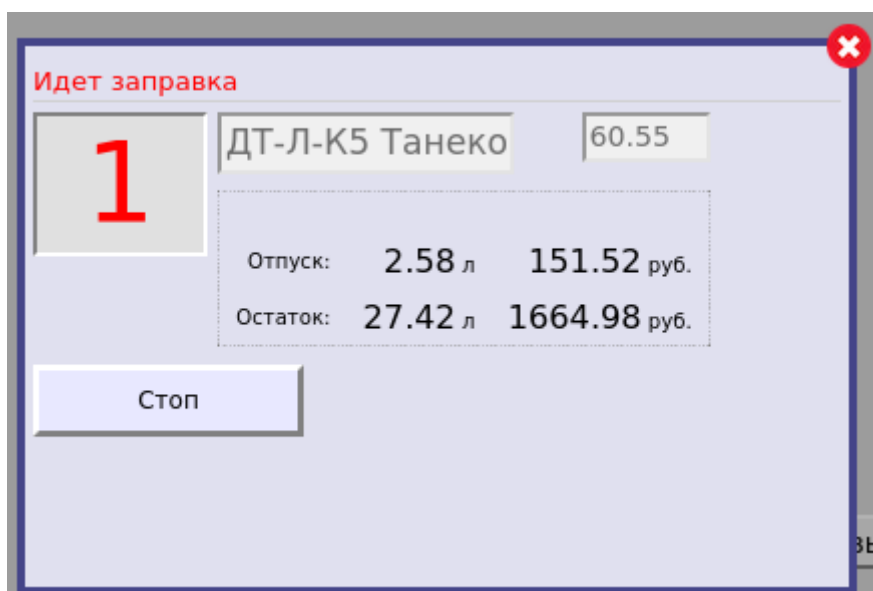 Идет заправка
1
ДТ-Л-К5 Танеко 60.55
Отпуск: 2.58 л 151.52 руб.
Остаток: 27.42 л 1664.98 руб.
Стоп